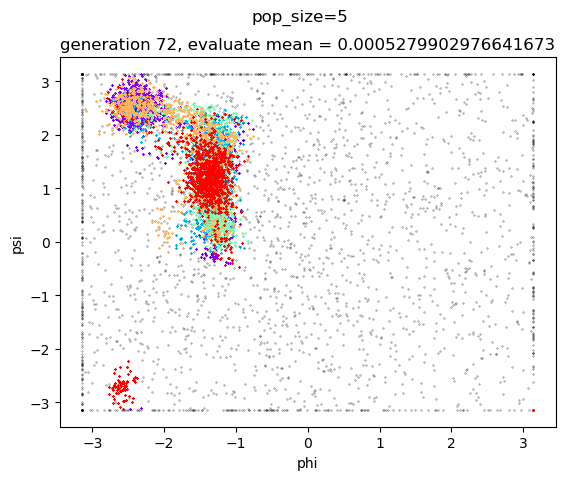 pop_size=5
generation 72, evaluate mean = 0.0005279902976641673
3
2
1
0
−1
−2
−3
psi
−3 −2 −1 0 1 2 3
phi